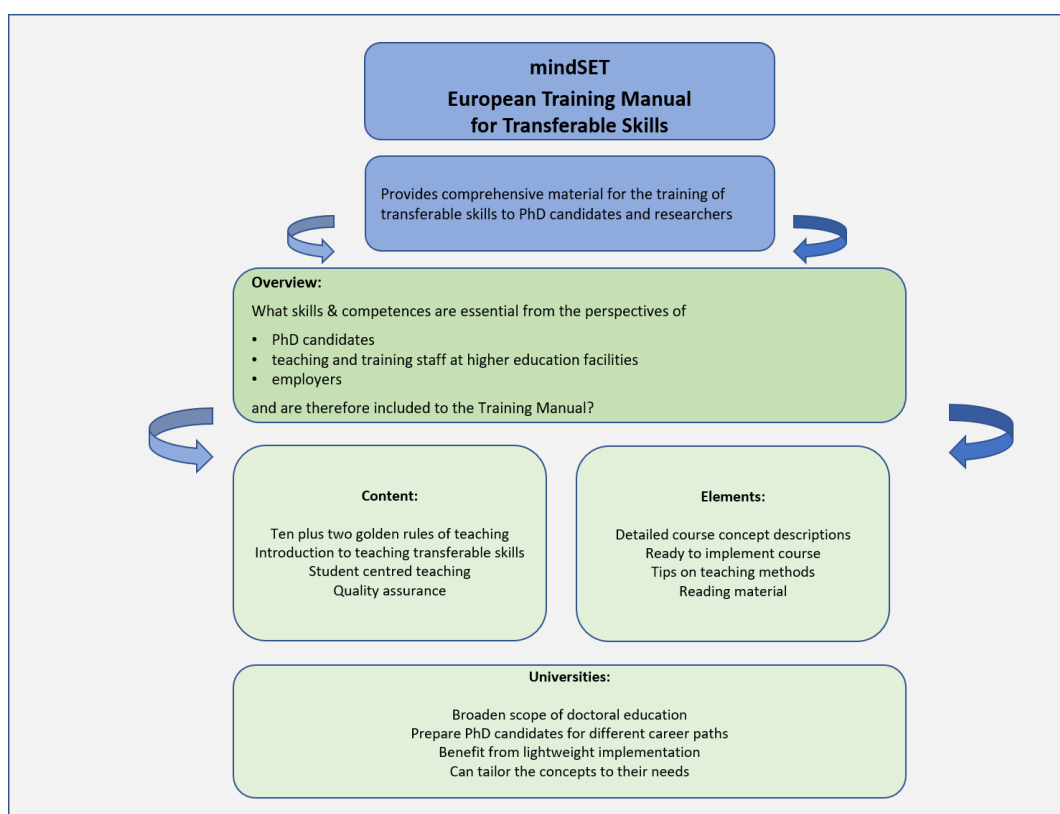 mindSET
European Training Manual
for Transferable Skills
Provides comprehensive material for the training of
transferable skills to PhD candidates and researchers
Overview:
What skills & competences are essential from the perspectives of
• PhD candidates
• teaching and training staff at higher education facilities
• employers
and are therefore included to the Training Manual?
Content:
Ten plus two golden rules of teaching
Introduction to teaching transferable skills
Student centred teaching
Quality assurance
Elements:
Detailed course concept descriptions
Ready to implement course
Tips on teaching methods
Reading material
Universities:
Broaden scope of doctoral education
Prepare PhD candidates for different career paths
Benefit from lightweight implementation
Can tailor the concepts to their needs